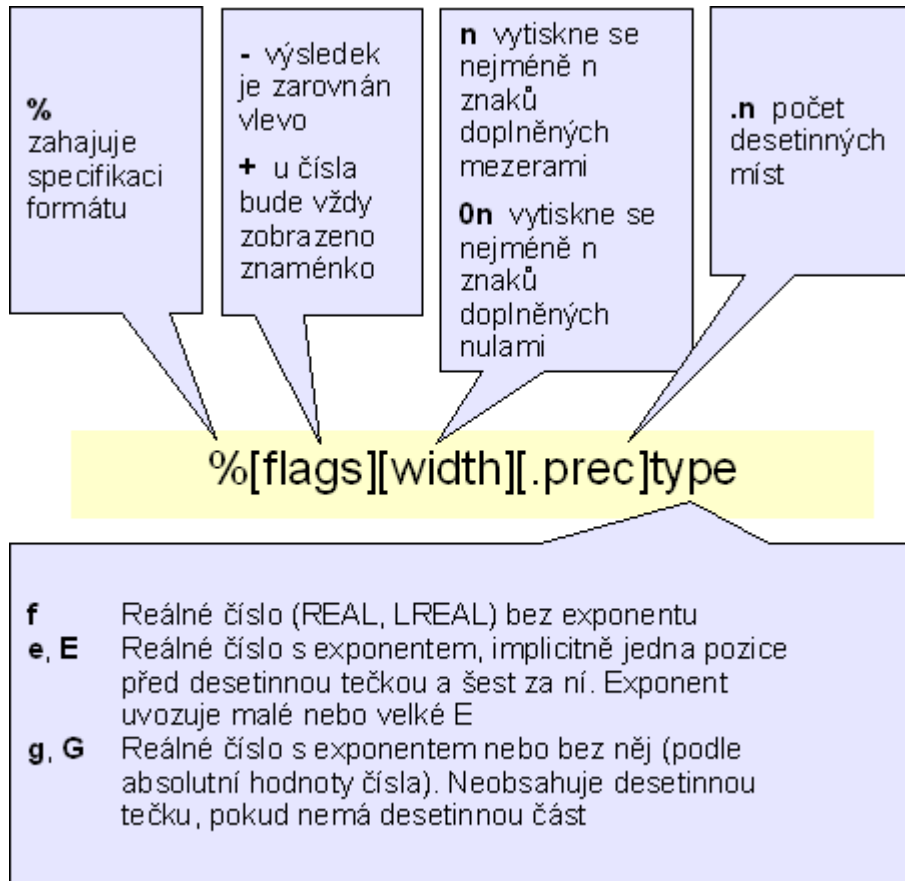 %
zahajuje
specifikaci
formátu
- výsledek
je zarovnán
vlevo
+ u čísla
bude vždy
zobrazeno
znaménko
n vytiskne se
nejméně n
znaků
doplněných
mezerami
0n vytiskne se
nejméně n
znaků
doplněných
nulami
.n počet
desetinných
míst
%[flags][width][.prec]type
f Reálné číslo (REAL, LREAL) bez exponentu
e, E Reálné číslo s exponentem, implicitně jedna pozice
před desetinnou tečkou a šest za ní. Exponent
uvozuje malé nebo velké E
g, G Reálné číslo s exponentem nebo bez něj (podle
absolutní hodnoty čísla). Neobsahuje desetinnou
tečku, pokud nemá desetinnou část